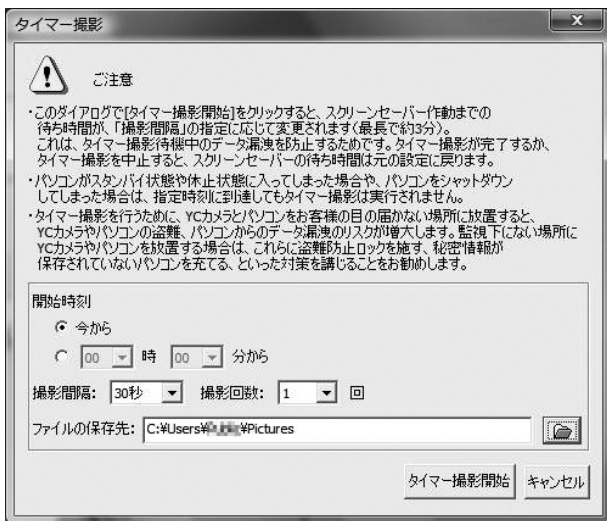 タイマー撮影
ご注意
・このダイアログで[タイマー撮影開始]をクリックすると、スクリーンセーバー作動までの
待ち時間が、「撮影間隔」の指定に応じて変更されます(最長で約3分)。
これは、タイマー撮影待機中のデータ漏洩を防止するためです。タイマー撮影が完了するか、
タイマー撮影を中止すると、スクリーンセーバーの待ち時間は元の設定に戻ります。
・パソコンがスタンバイ状態や休止状態に入ってしまった場合や、パソコンをシャットダウン
してしまった場合は、指定時刻に到達してもタイマー撮影は実行されません。
・タイマー撮影を行うために、YCカメラとパソコンをお客様の目の届かない場所に放置すると、
YCカメラやパソコンの盗難、パソコンからのデータ漏洩のリスクが増大します。監視下にない場所に
YCカメラやパソコンを放置する場合は、これらに盗難防止ロックを施す、秘密情報が
保存されていないパソコンを充てる、といった対策を講じることをお勧めします。
開始時刻
今から
00 時 00 分から
撮影間隔: 30秒 撮影回数: 1 回
ファイルの保存先: C:¥Users¥ ¥Pictures
タイマー撮影開始 キャンセル